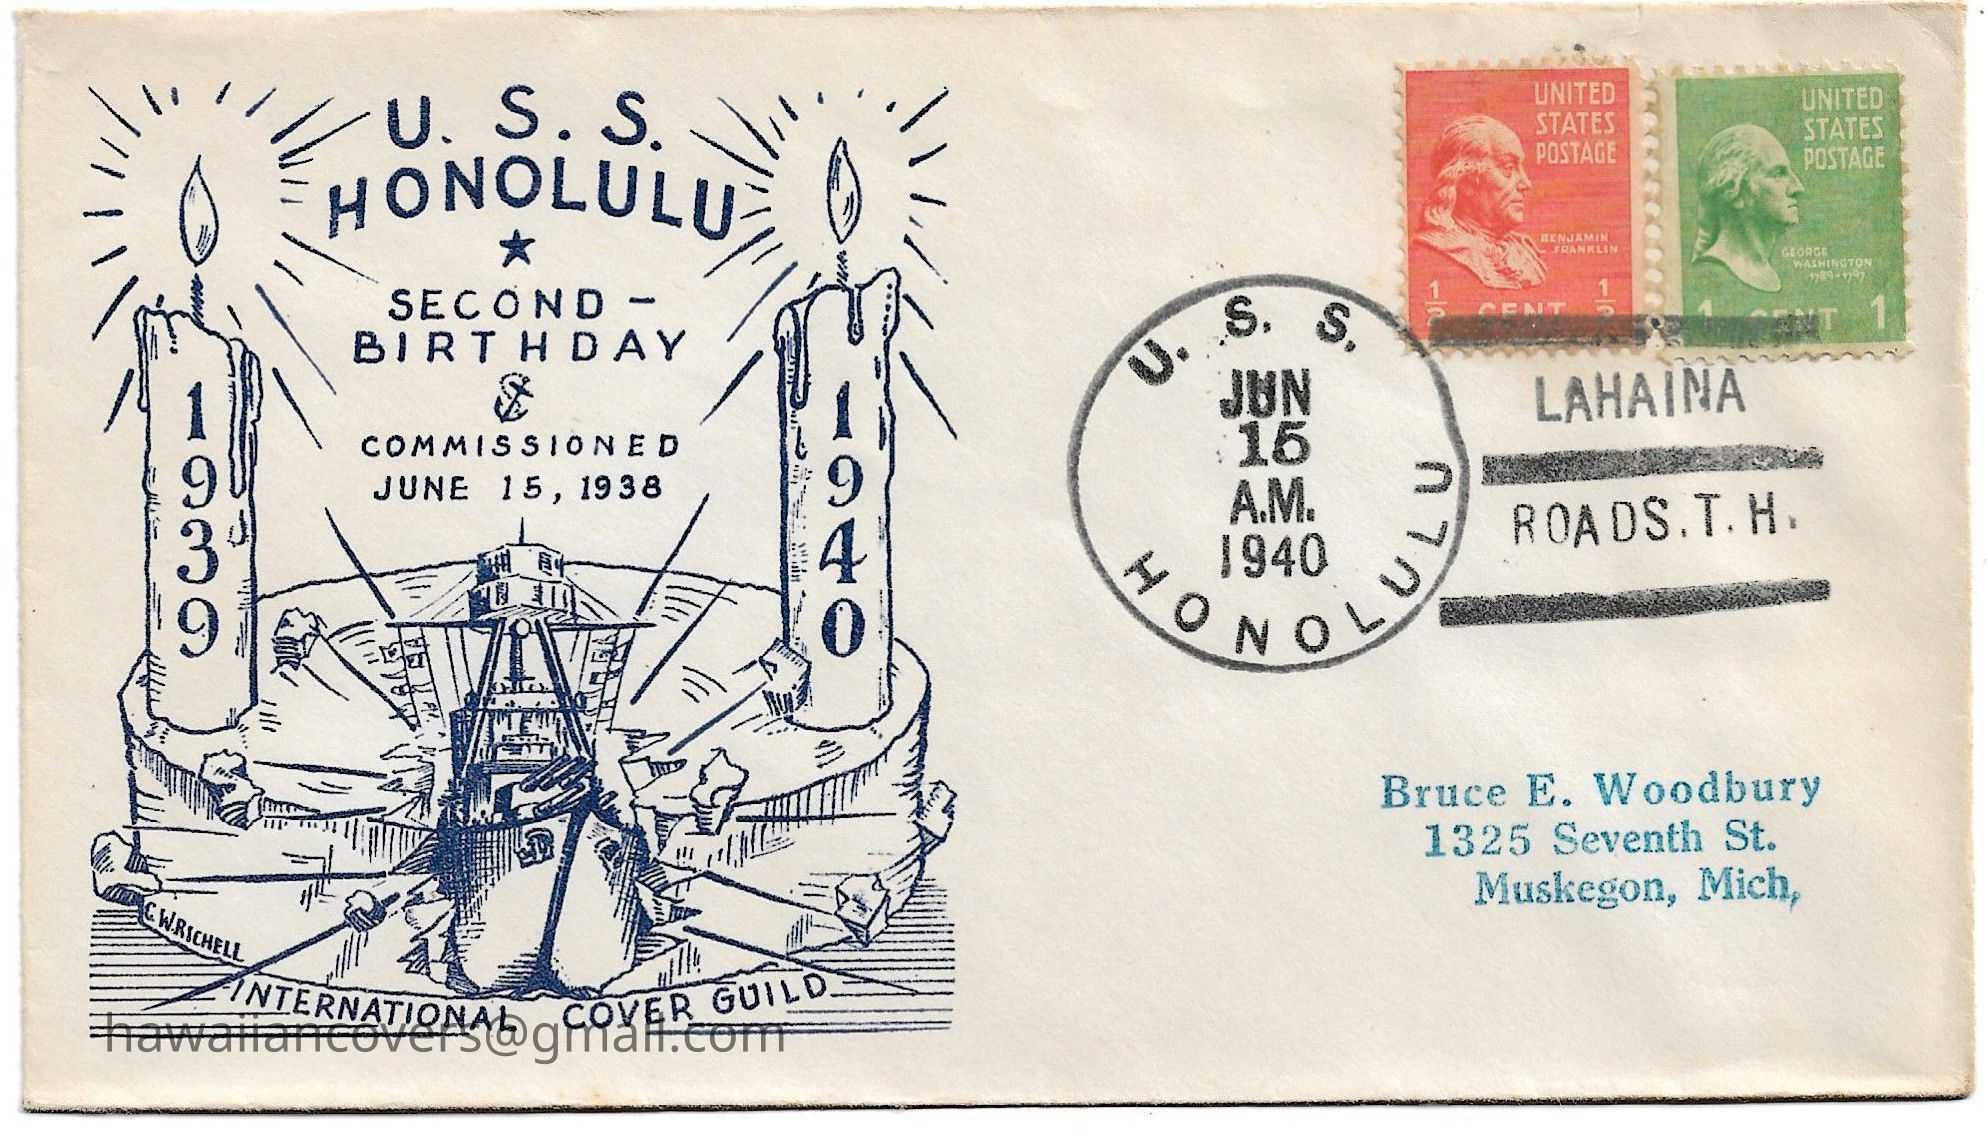 U. S. S.
HONOLULU
SECOND-
BIRTHDAY
COMMISSIONED
JUNE 15, 1938
1939
1940
C.W.RICHELL
INTERNATIONAL COVER GUILD
hawaiiancovers@gmail.com
UNITED
STATES
POSTAGE
BENJAMIN
FRANKLIN
1/2 CENT 1/2
UNITED
STATES
POSTAGE
GEORGE
WASHINGTON
1789-1797
1 CENT 1
U. S. S.
HONOLULU
JUN
15
A.M.
1940
LAHAINA
ROADS.T.H.
Bruce E. Woodbury
1325 Seventh St.
Muskegon, Mich,